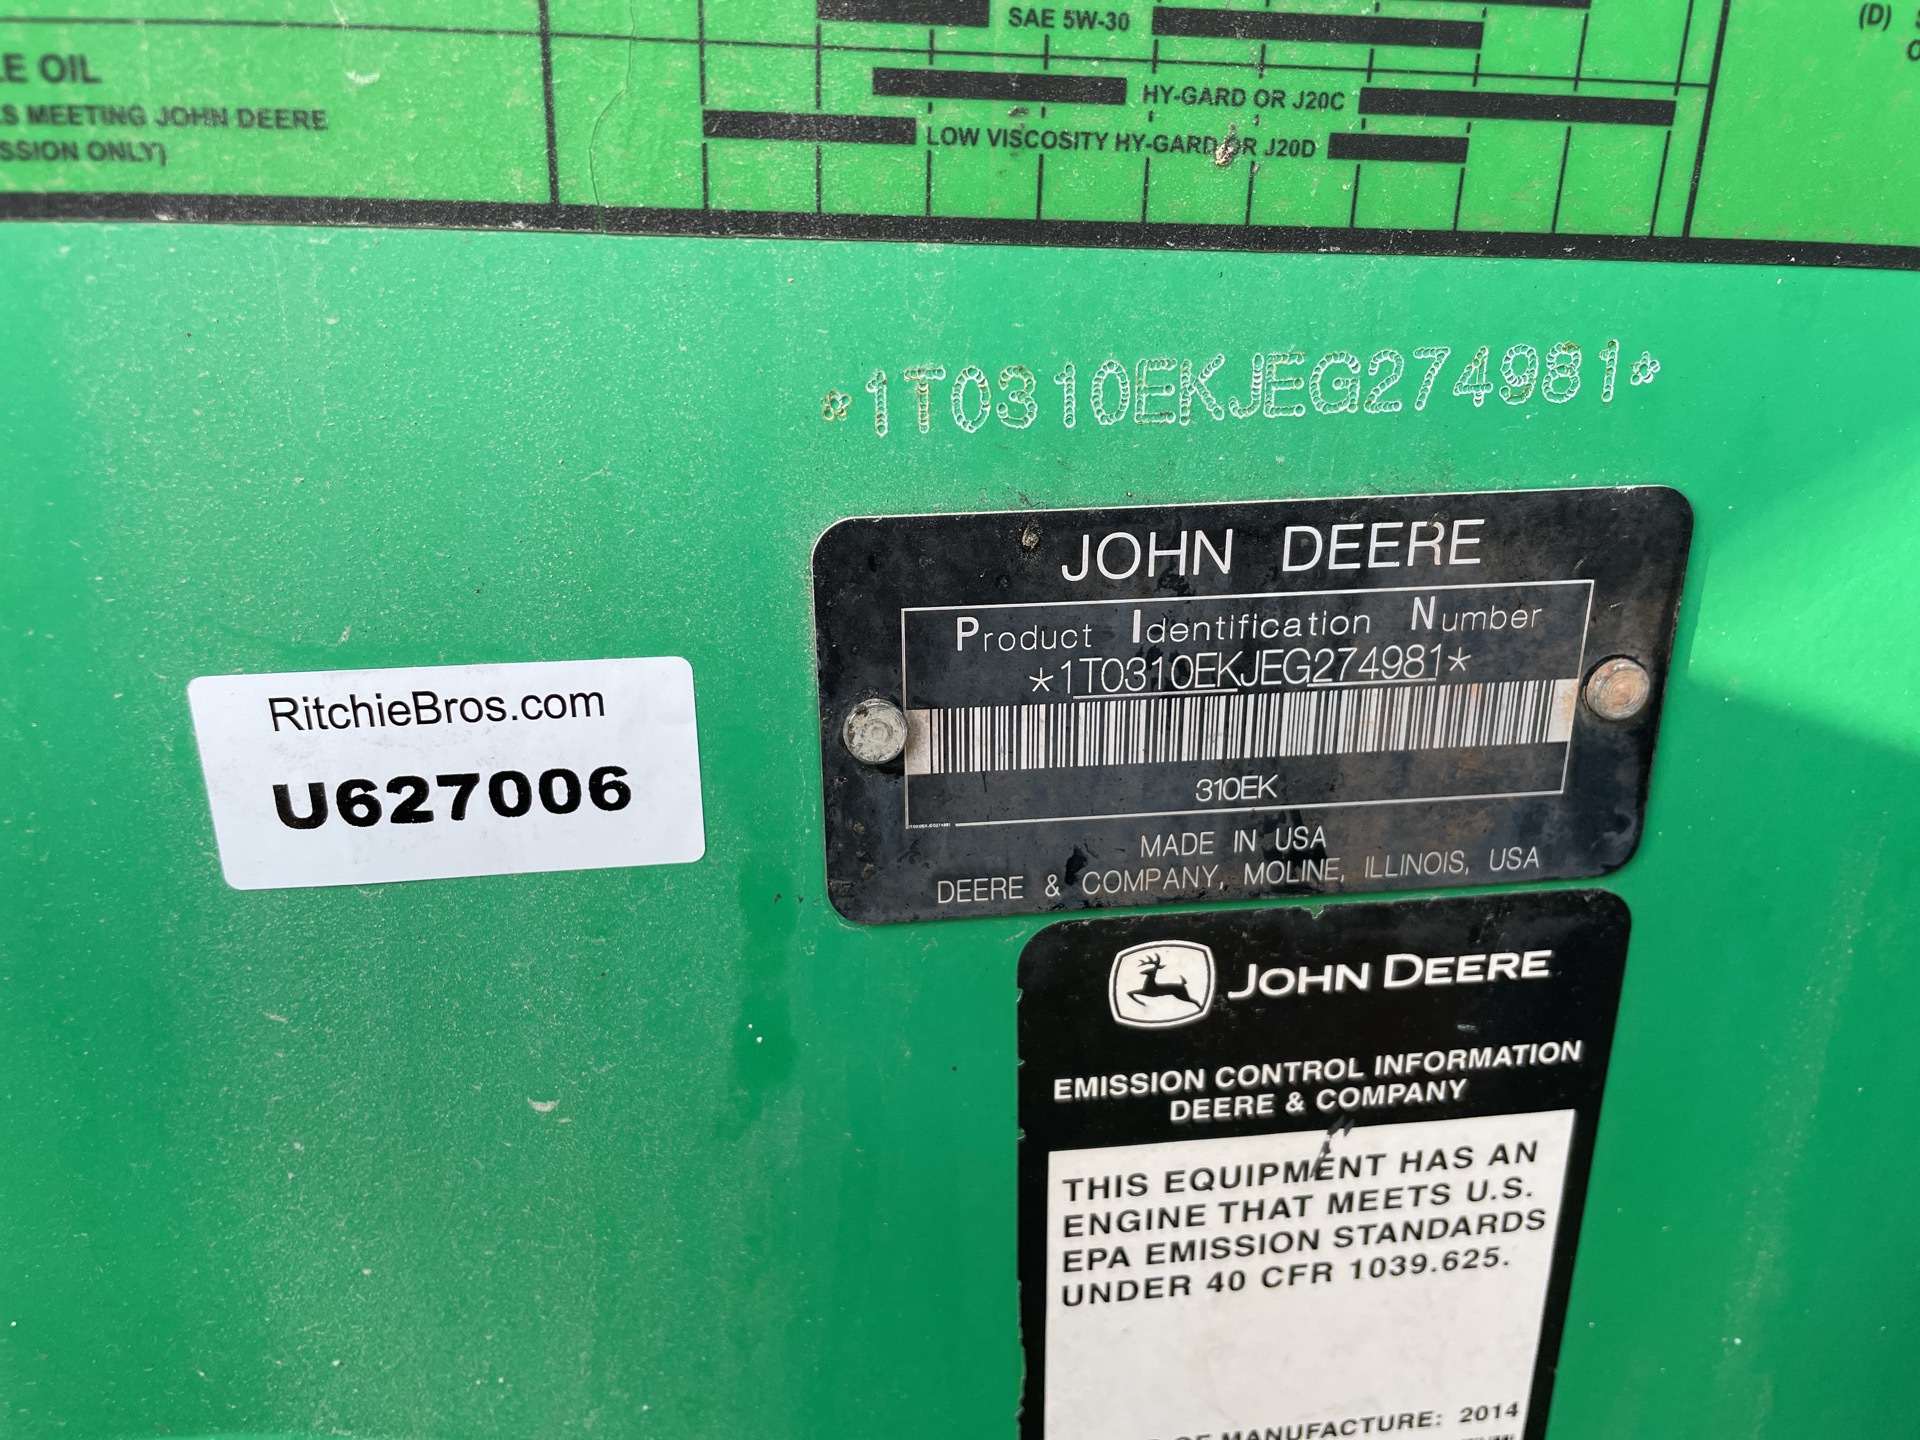 SAE 5W-30
(D)
HY-GARD OR J20C
LOW VISCOSITY HY-GARD OR J20D
OIL
MEETING JOHN DEERE
ONLY)
*1T0310EKJEG274981*
JOHN DEERE
Product Identification Number
*1T0310EKJEG274981*
310EK
MADE IN USA
DEERE & COMPANY, MOLINE, ILLINOIS, USA
RitchieBros.com
U627006
JOHN DEERE
EMISSION CONTROL INFORMATION
DEERE & COMPANY
THIS EQUIPMENT HAS AN
ENGINE THAT MEETS U.S.
EPA EMISSION STANDARDS
UNDER 40 CFR 1039.625.
OF MANUFACTURE: 2014